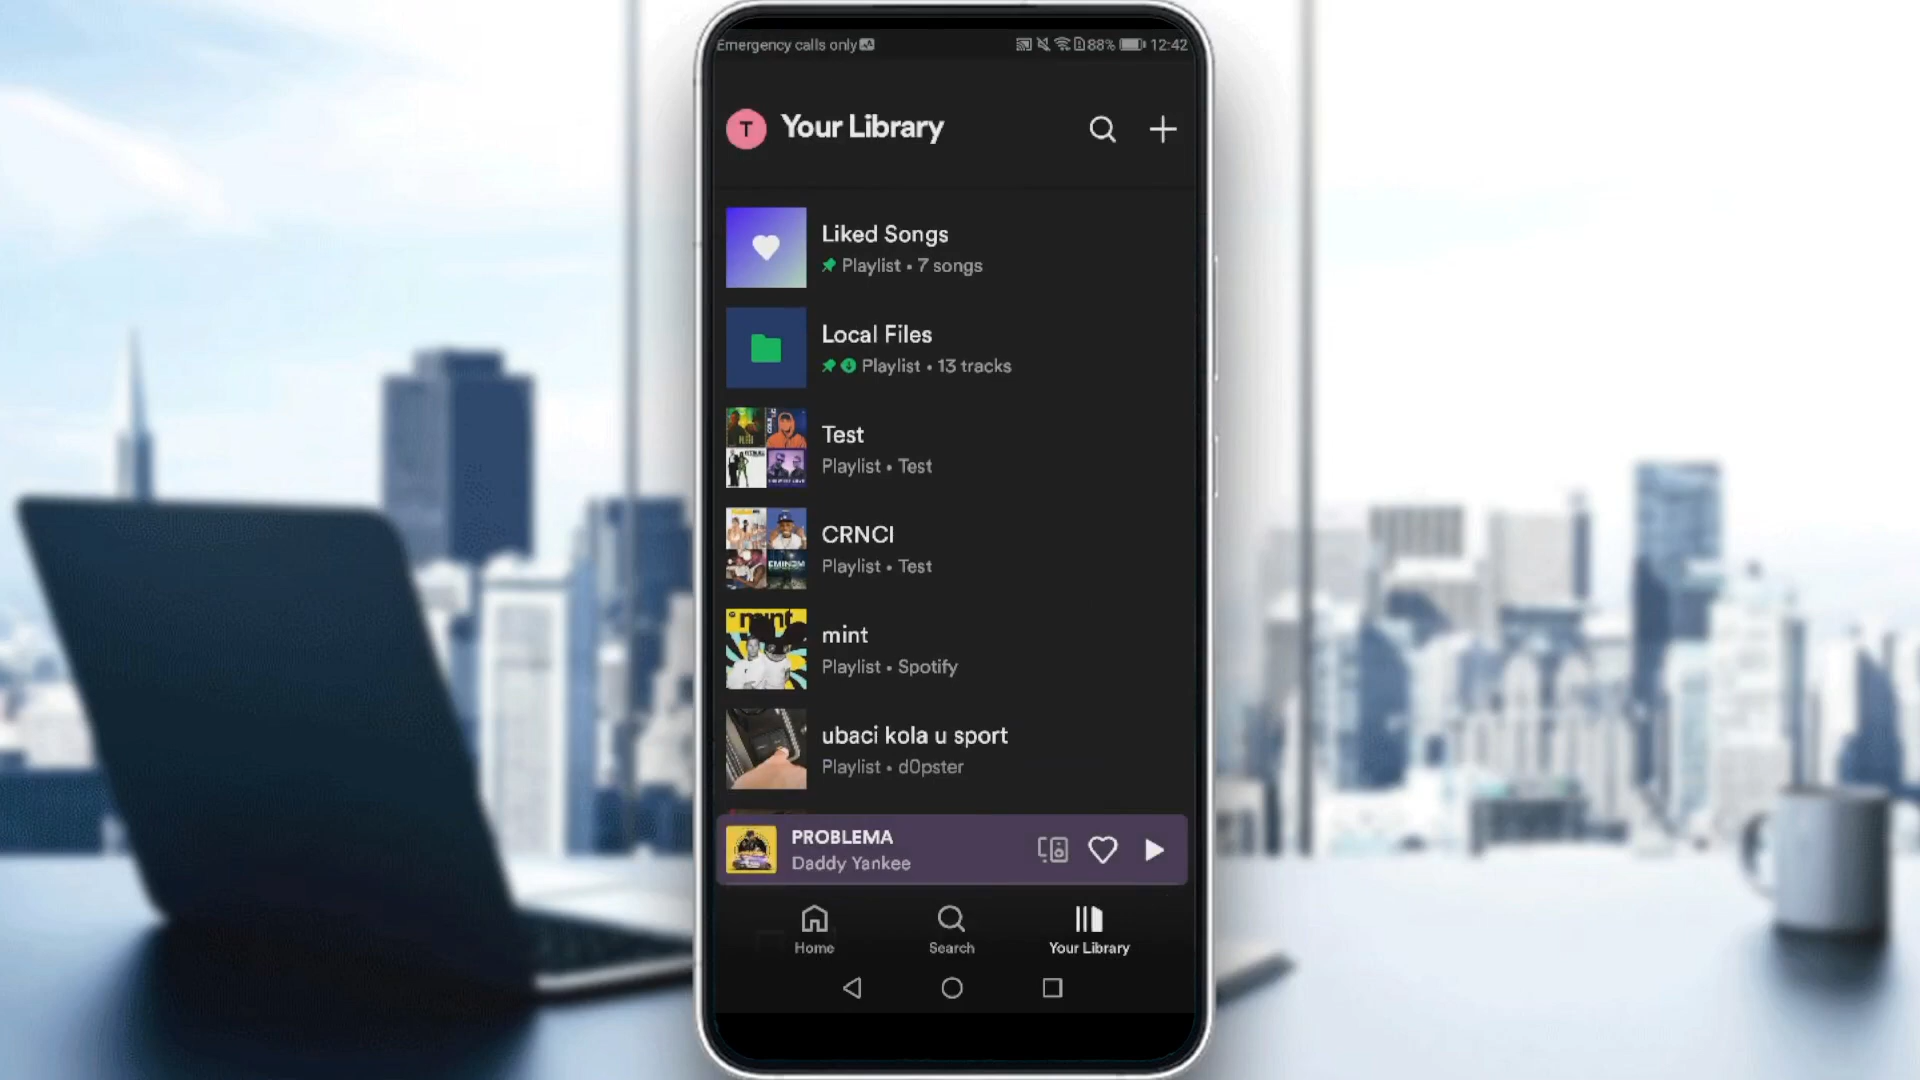 Emergency calls only 88% 12:42
T Your Library
Liked Songs
Playlist • 7 songs
Local Files
Playlist • 13 tracks
Test
Playlist • Test
CRNCI
Playlist • Test
EMINEM
mint
mint
Playlist • Spotify
ubaci kola u sport
Playlist • d0pster
PROBLEMA
Daddy Yankee
Home Search Your Library